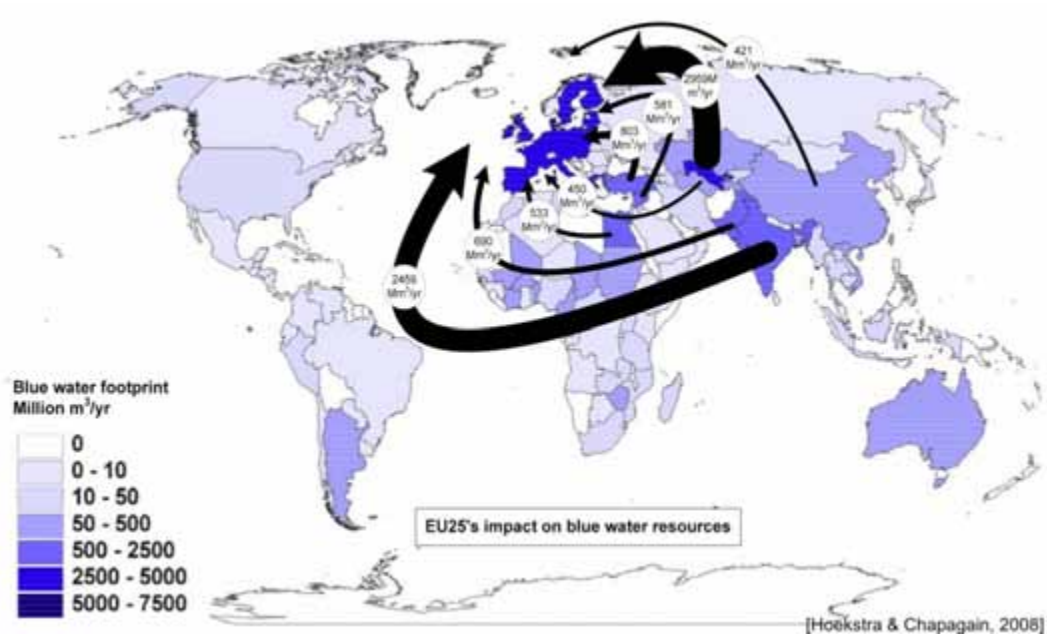 421
Mm³/yr
2959M
m³/yr
581
Mm³/yr
803
Mm³/yr
450
Mm³/yr
533
Mm³/yr
690
Mm³/yr
2459
Mm³/yr
Blue water footprint
Million m³/yr
0
0 - 10
10 - 50
50 - 500
500 - 2500
2500 - 5000
5000 - 7500
EU25's impact on blue water resources
[Hoekstra & Chapagain, 2008]